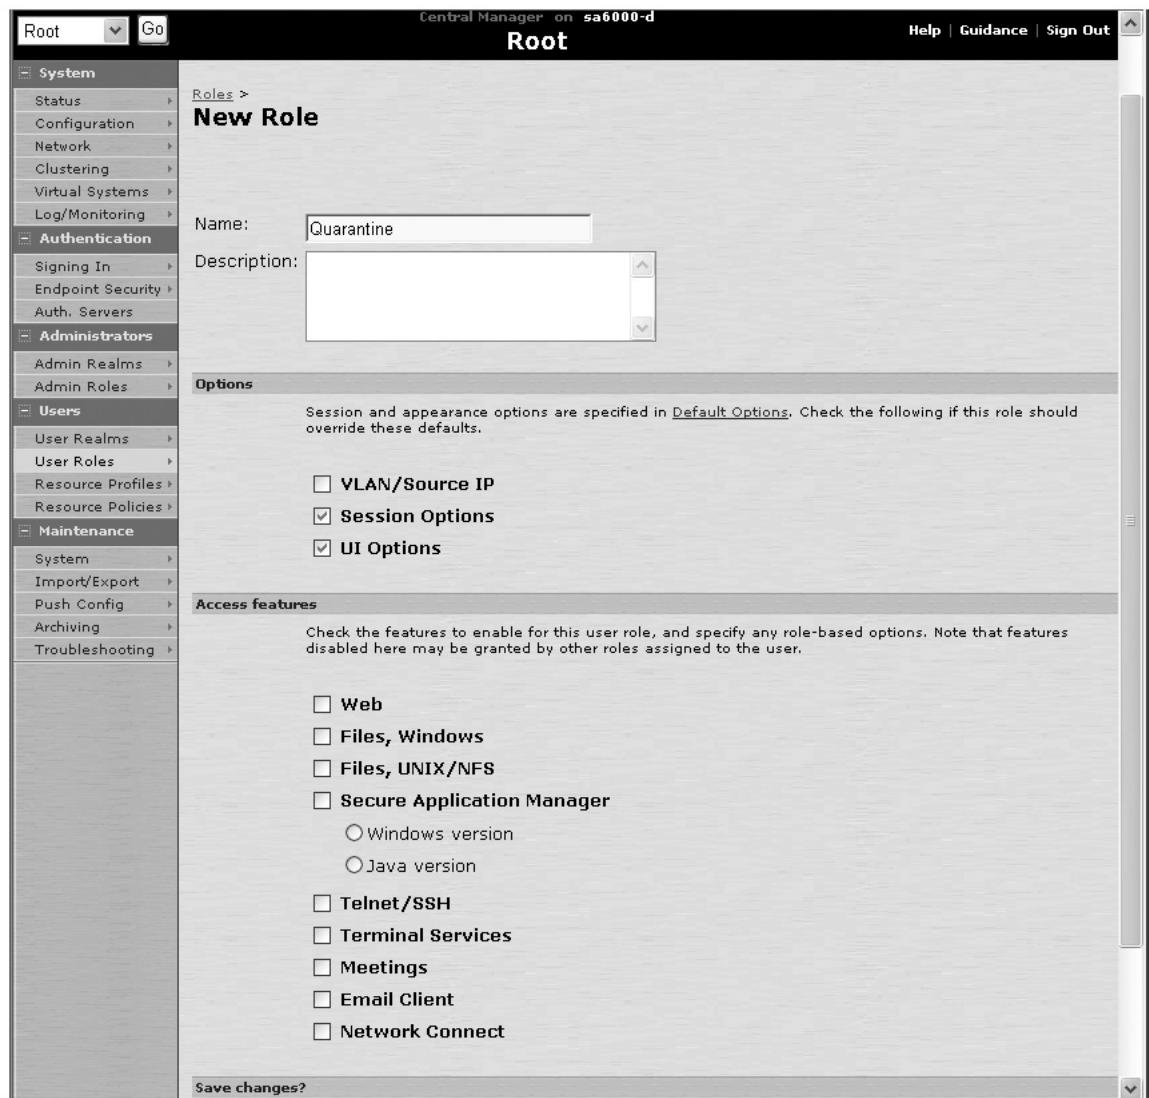 Root
Go
Central Manager on sa6000-d
Root
Help | Guidance | Sign Out
System
Status
Configuration
Network
Clustering
Virtual Systems
Log/Monitoring
Authentication
Signing In
Endpoint Security
Auth. Servers
Administrators
Admin Realms
Admin Roles
Users
User Realms
User Roles
Resource Profiles
Resource Policies
Maintenance
System
Import/Export
Push Config
Archiving
Troubleshooting
Roles >
New Role
Name:
Quarantine
Description:
Options
Session and appearance options are specified in Default Options. Check the following if this role should
override these defaults.
VLAN/Source IP
Session Options
UI Options
Access features
Check the features to enable for this user role, and specify any role-based options. Note that features
disabled here may be granted by other roles assigned to the user.
Web
Files, Windows
Files, UNIX/NFS
Secure Application Manager
Windows version
Java version
Telnet/SSH
Terminal Services
Meetings
Email Client
Network Connect
Save changes?